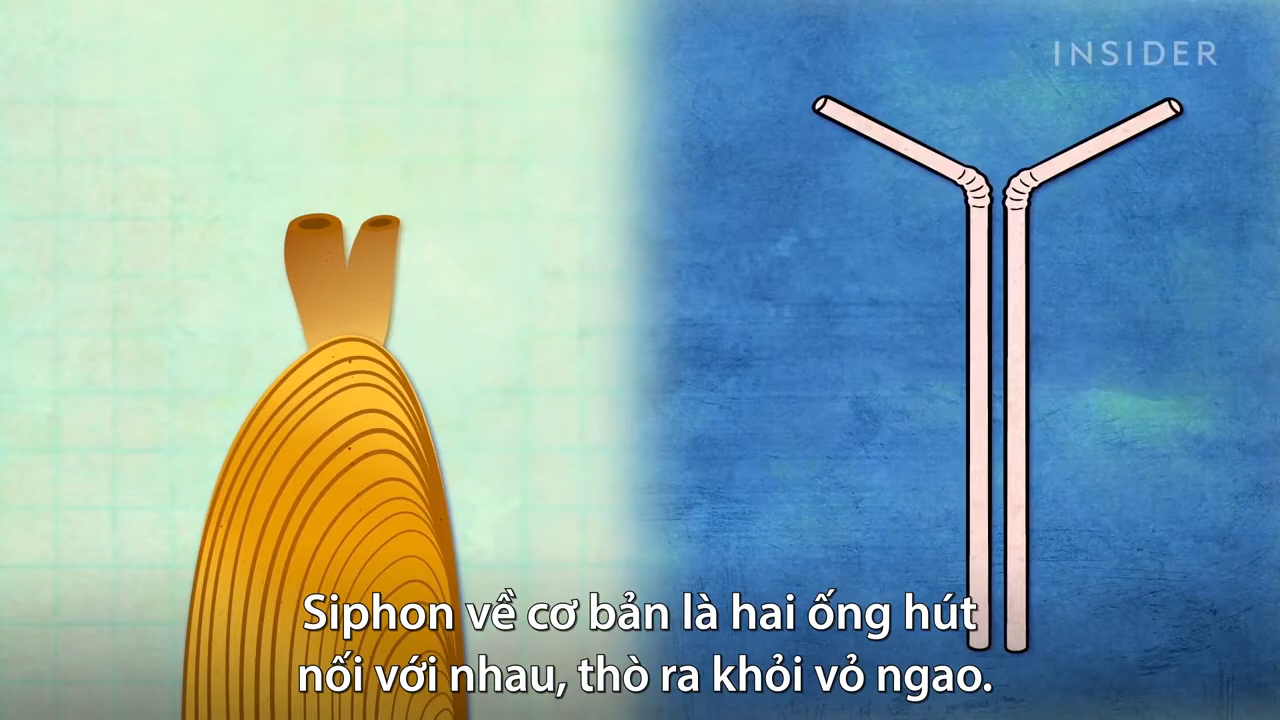 INSIDER
Siphon về cơ bản là hai ống hút
nối với nhau, thò ra khỏi vỏ ngao.